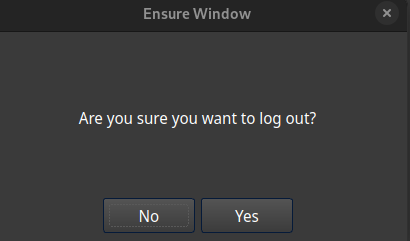 Ensure Window
Are you sure you want to log out?
No
Yes